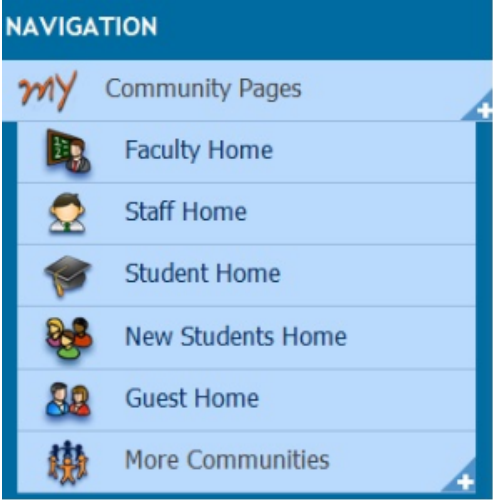 NAVIGATION
my Community Pages
Faculty Home
Staff Home
Student Home
New Students Home
Guest Home
More Communities